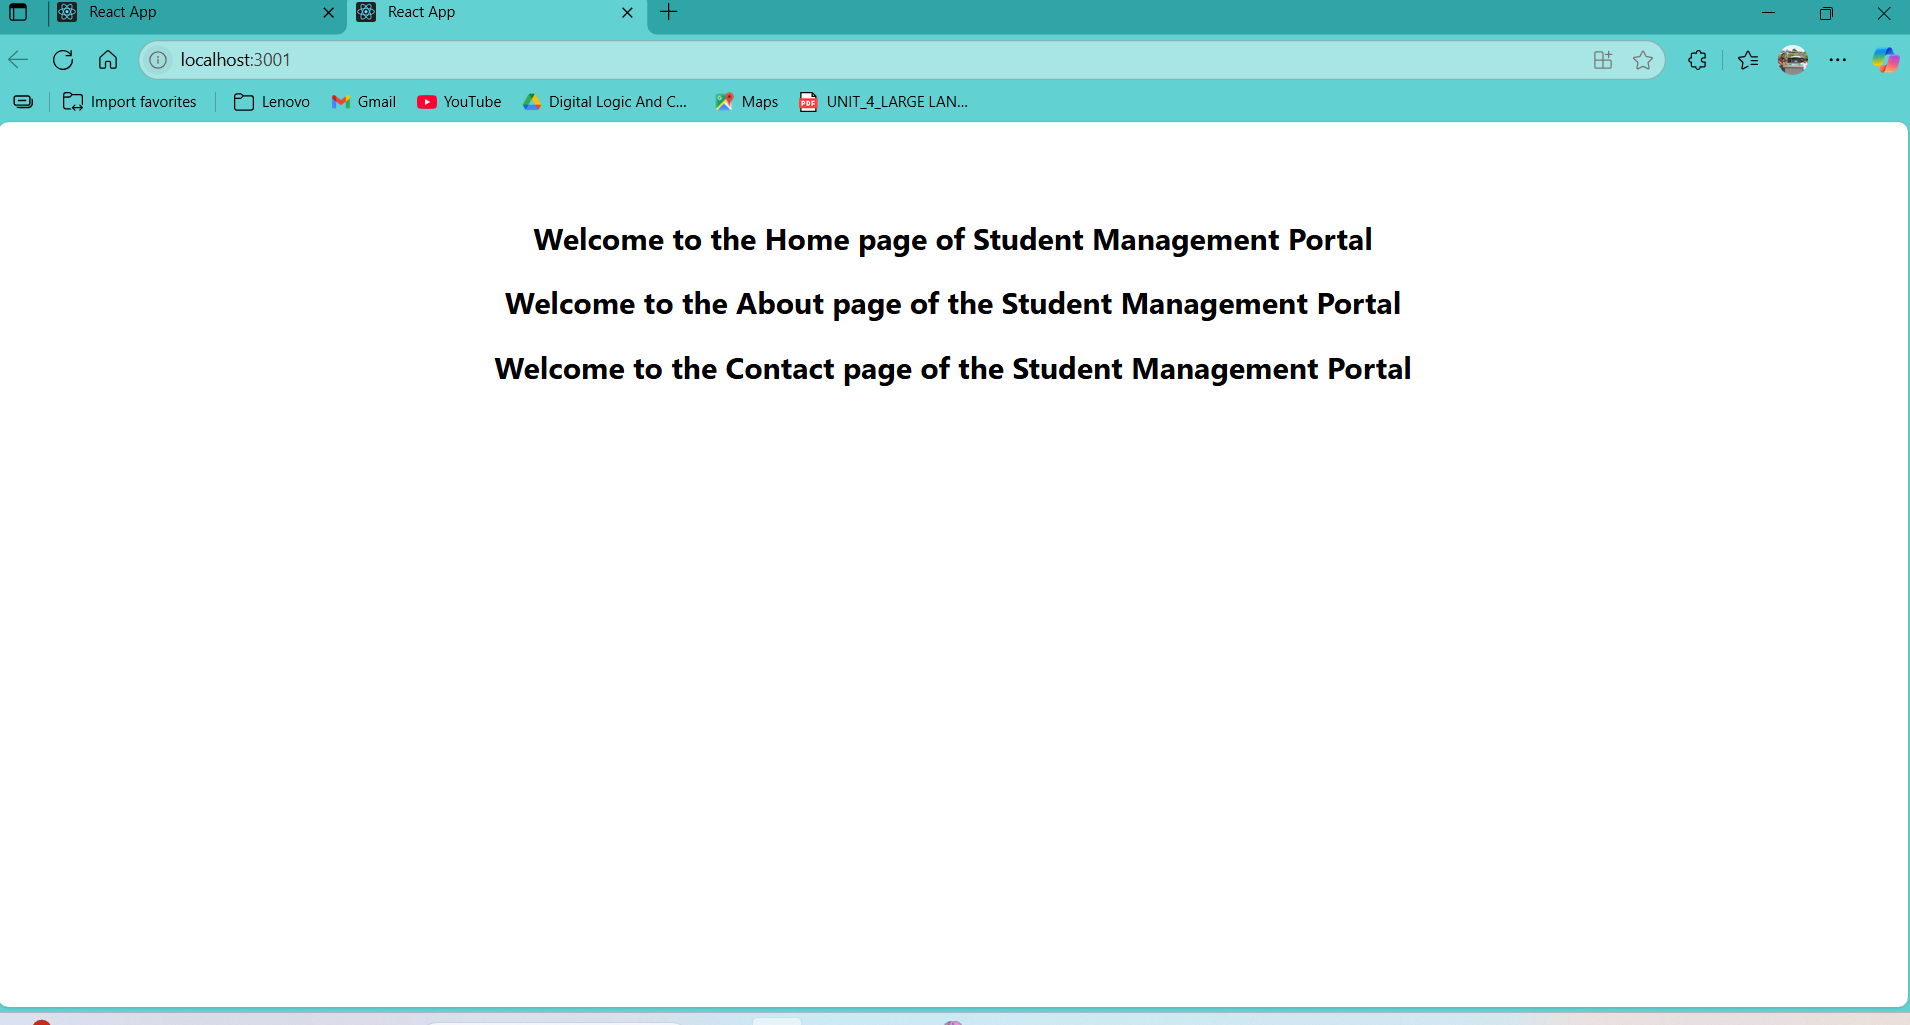 React App
React App
localhost:3001
Import favorites
Lenovo
Gmail
YouTube
Digital Logic And C...
Maps
PDF
UNIT_4_LARGE LAN...
Welcome to the Home page of Student Management Portal
Welcome to the About page of the Student Management Portal
Welcome to the Contact page of the Student Management Portal